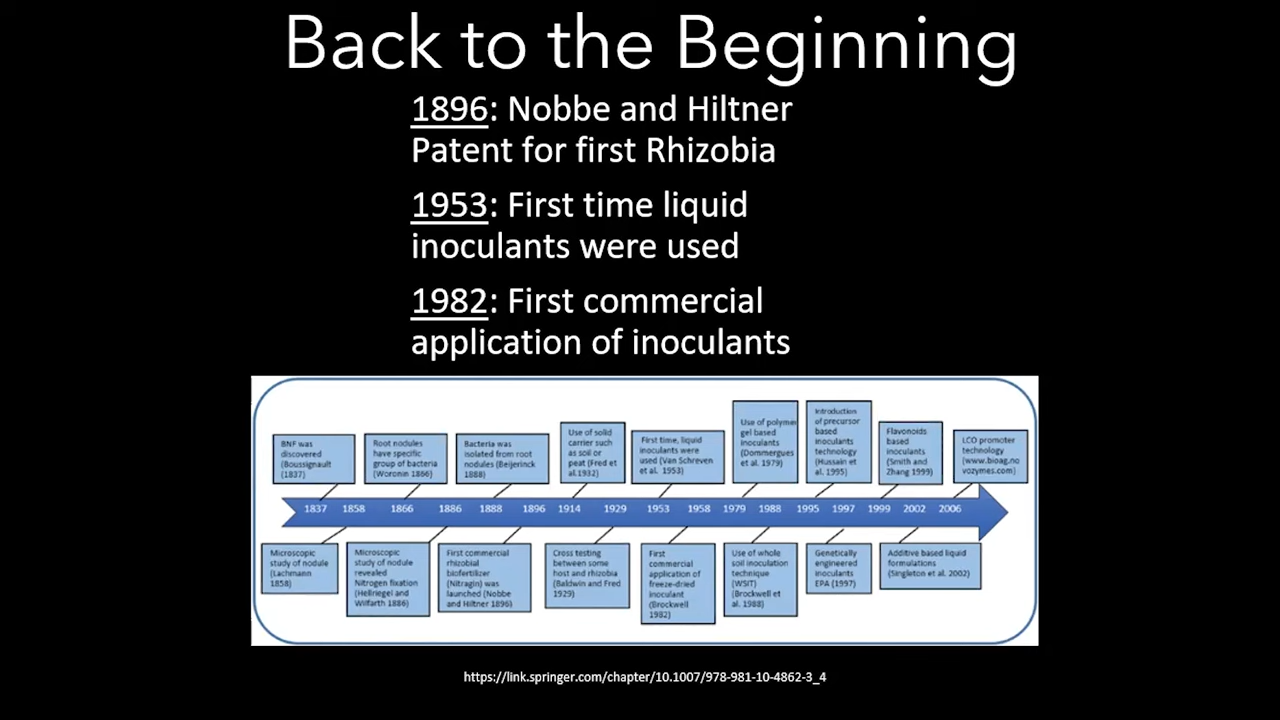 Back to the Beginning
1896: Nobbe and Hiltner
Patent for first Rhizobia
1953: First time liquid
inoculants were used
1982: First commercial
application of inoculants
BNF was
discovered
(Boussignault
(1837)
Root nodules
have specific
group of bacteria
(Woronin 1866)
Bacteria was
isolated from root
nodules (Beijerinck
1888)
Use of solid
carrier such
as soil or
peat (Fred et
al.1932)
First time, liquid
inoculants were
used (Van Schreven
et al. 1953)
Use of polymer
gel based
inoculants
(Dommergues
et al. 1979)
Introduction
of precursor
based
inoculants
technology
(Hussain et
al. 1995)
Flavonoids
based
inoculants
(Smith and
Zhang 1999)
LCO promoter
technology
(www.bioag.no
vozymes.com)
1837 1858 1866 1886 1888 1896 1914 1929 1953 1958 1979 1988 1995 1997 1999 2002 2006
Microscopic
study of nodule
(Lachmann
1858)
Microscopic
study of nodule
revealed
Nitrogen fixation
(Hellriegel and
Wilfarth 1886)
First commercial
rhizobial
biofertilizer
(Nitragin) was
launched (Nobbe
and Hiltner 1896)
Cross testing
between some
host and rhizobia
(Baldwin and Fred
1929)
First
commercial
application of
freeze-dried
inoculant
(Brockwell
1982)
Use of whole
soil inoculation
technique
(WSIT)
(Brockwell et
al. 1988)
Genetically
engineered
inoculants
EPA (1997)
Additive based liquid
formulations
(Singleton et al. 2002)
https://link.springer.com/chapter/10.1007/978-981-10-4862-3_4